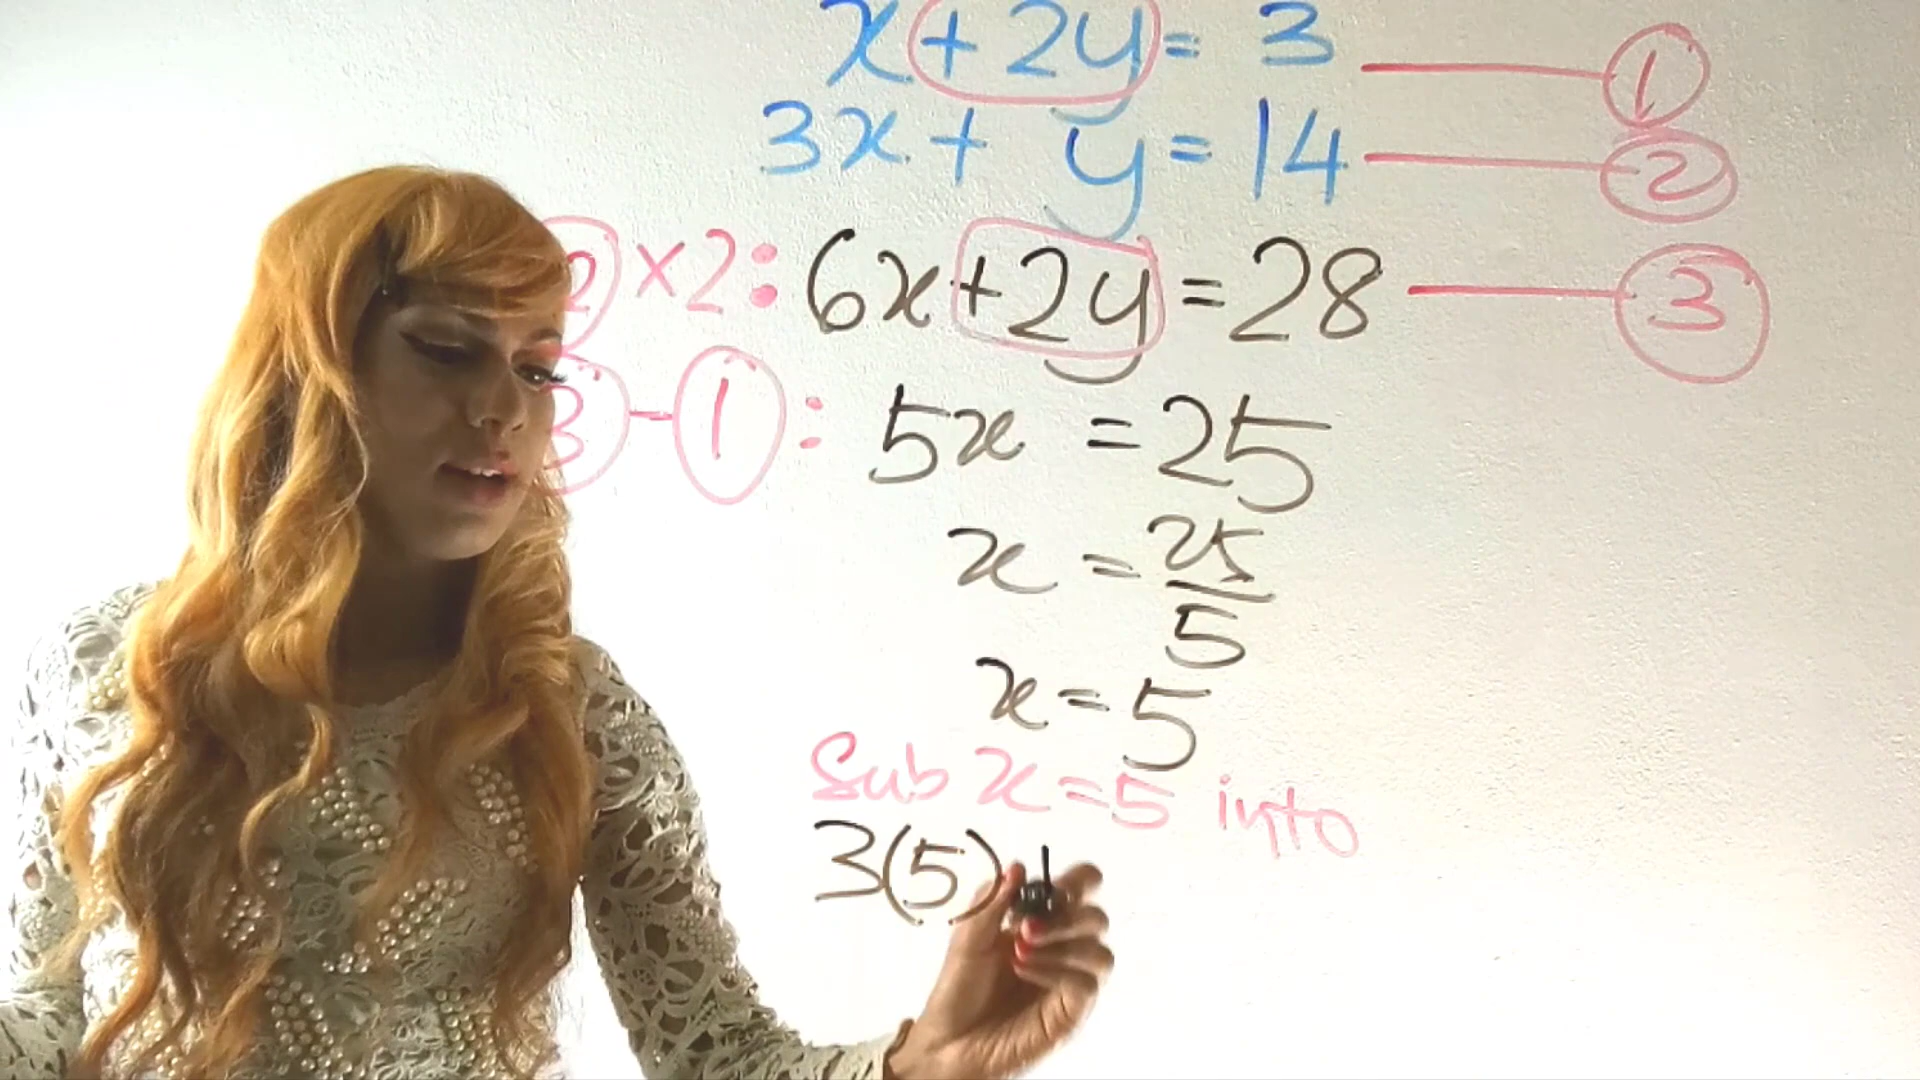 x + 2y = 3 ① 
3x + y = 14 ② 
② × 2 : 6x + 2y = 28 ③ 
③ - ① : 5x = 25
x = 25/5
x = 5
Sub x = 5 into
3(5)